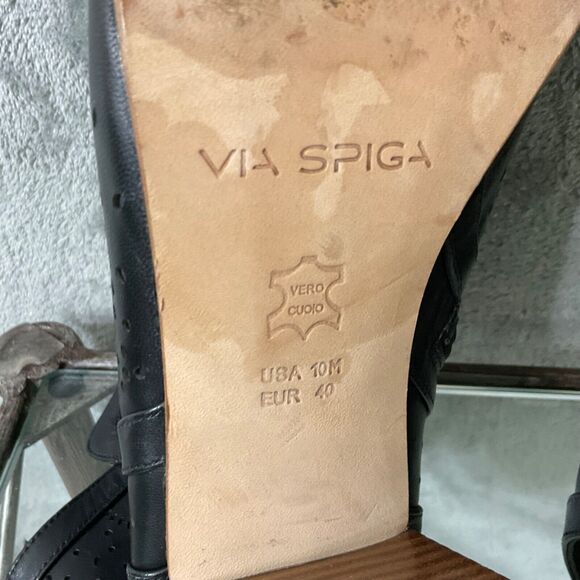 VIA SPIGA
VERO
CUOIO
USA 10M
EUR 40